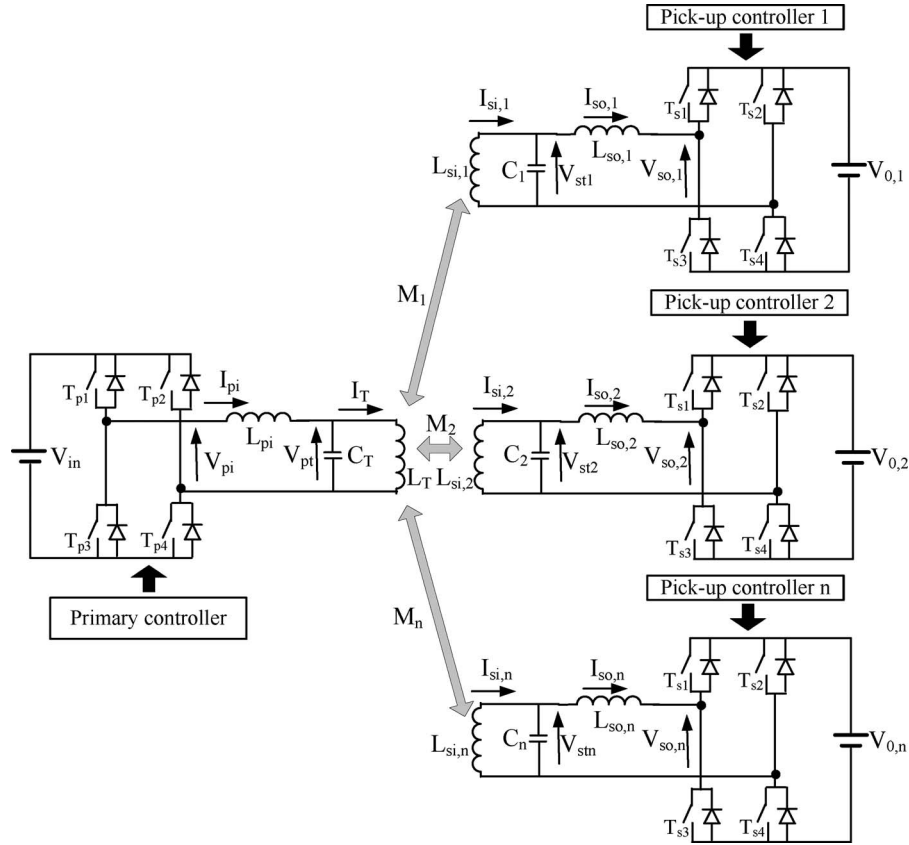 Pick-up controller 1
I_si,1
I_so,1
T_s1
T_s2
L_si,1
C_1
V_st1
L_so,1
V_so,1
V_0,1
T_s3
T_s4
M_1
Pick-up controller 2
T_p1
T_p2
I_pi
I_T
M_2
I_si,2
I_so,2
T_s1
T_s2
V_in
V_pi
L_pi
V_pt
C_T
L_T
L_si,2
C_2
V_st2
L_so,2
V_so,2
V_0,2
T_p3
T_p4
T_s3
T_s4
Primary controller
Pick-up controller n
M_n
I_si,n
I_so,n
T_s1
T_s2
L_si,n
C_n
V_stn
L_so,n
V_so,n
V_0,n
T_s3
T_s4